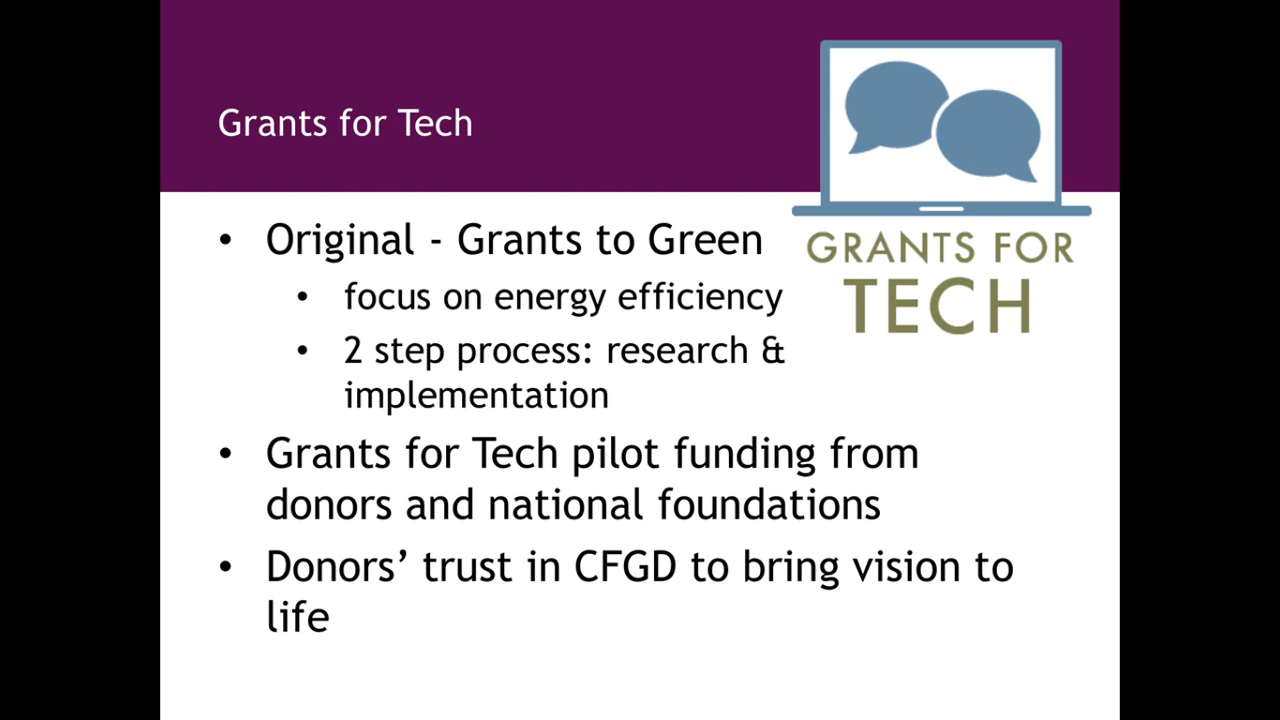 Grants for Tech
GRANTS FOR
TECH
• Original - Grants to Green
• focus on energy efficiency
• 2 step process: research &
implementation
• Grants for Tech pilot funding from
donors and national foundations
• Donors’ trust in CFGD to bring vision to
life